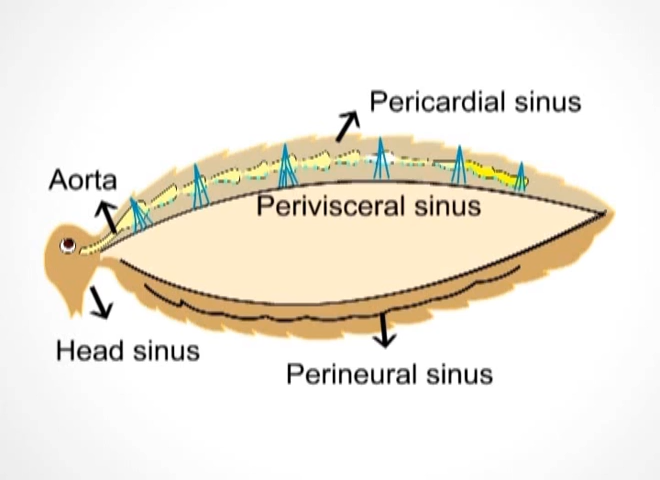 Pericardial sinus
Aorta
Perivisceral sinus
Head sinus
Perineural sinus